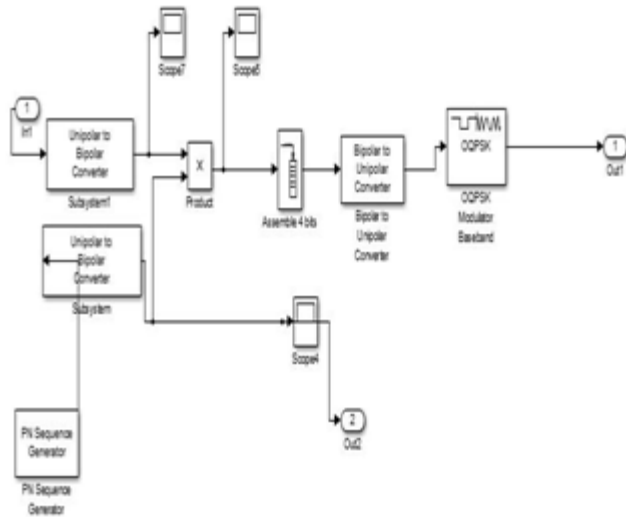 Scope7
Scope5
1
In1
Unipolar to
Bipolar
Converter
Subsystem1
X
Product
Assemble 4 bits
Bipolar to
Unipolar
Converter
Bipolar to
Unipolar
Converter
OQPSK
OQPSK
Modulator
Baseband
1
Out1
Unipolar to
Bipolar
Converter
Subsystem
Scope4
2
Out2
PN Sequence
Generator
PN Sequence
Generator